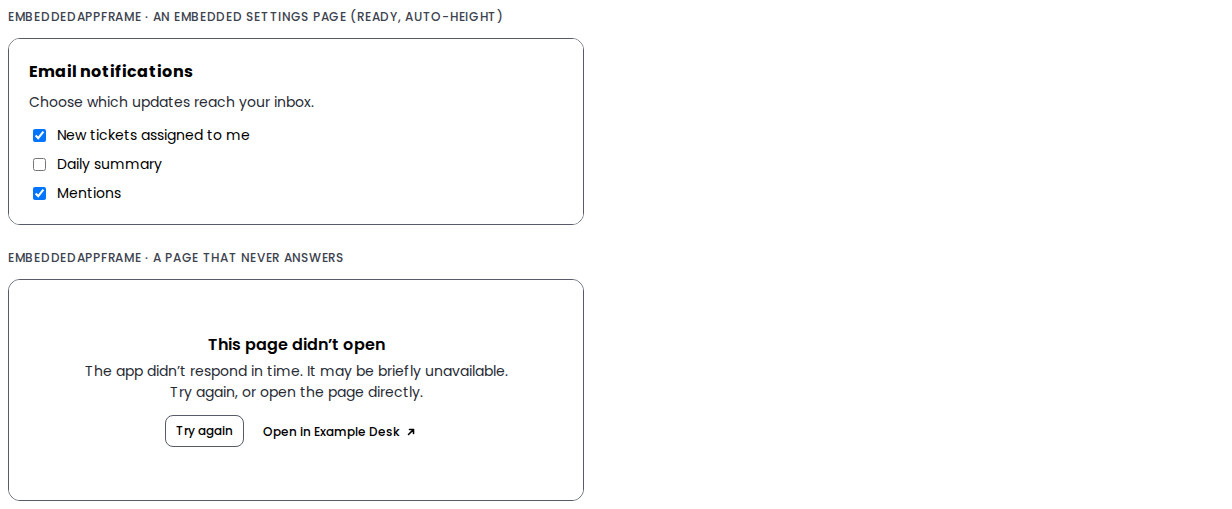 EMBEDDEDAPPFRAME · AN EMBEDDED SETTINGS PAGE (READY, AUTO-HEIGHT)
Email notifications
Choose which updates reach your inbox.
New tickets assigned to me
Daily summary
Mentions
EMBEDDEDAPPFRAME · A PAGE THAT NEVER ANSWERS
This page didn’t open
The app didn’t respond in time. It may be briefly unavailable.
Try again, or open the page directly.
Try again
Open in Example Desk ↗